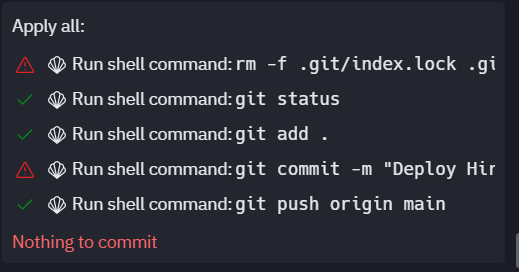 Apply all:
Run shell command: rm -f .git/index.lock .gi
Run shell command: git status
Run shell command: git add .
Run shell command: git commit -m "Deploy Hir
Run shell command: git push origin main
Nothing to commit